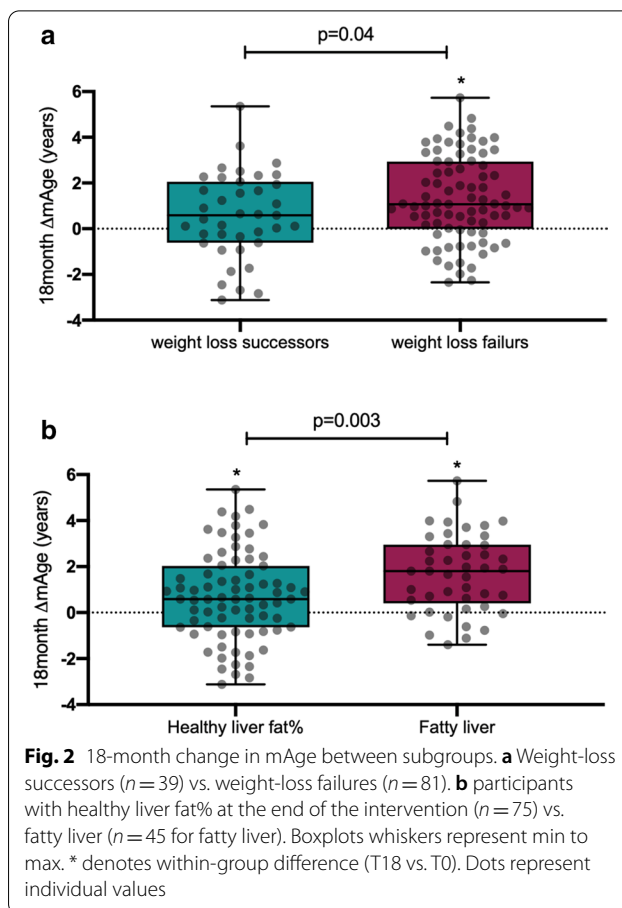 a
p=0.04
*
6
4
2
0
-2
-4
18month ΔmAge (years)
weight loss successors
weight loss failurs
b
p=0.003
*
*
6
4
2
0
-2
-4
18month ΔmAge (years)
Healthy liver fat%
Fatty liver
Fig. 2 18-month change in mAge between subgroups. a Weight-loss
successors (n = 39) vs. weight-loss failures (n = 81). b participants
with healthy liver fat% at the end of the intervention (n = 75) vs.
fatty liver (n = 45 for fatty liver). Boxplots whiskers represent min to
max. * denotes within-group difference (T18 vs. T0). Dots represent
individual values